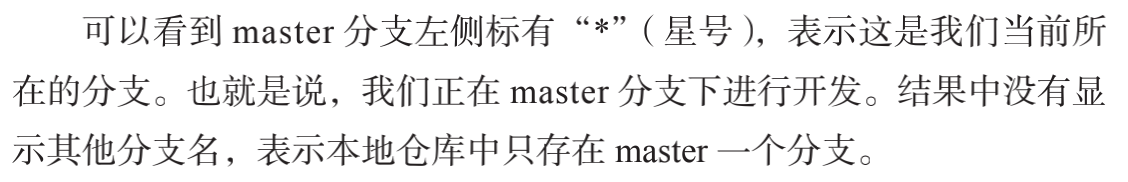 可以看到 master 分支左侧标有“*”（星号），表示这是我们当前所
在的分支。也就是说，我们正在 master 分支下进行开发。结果中没有显
示其他分支名，表示本地仓库中只存在 master 一个分支。